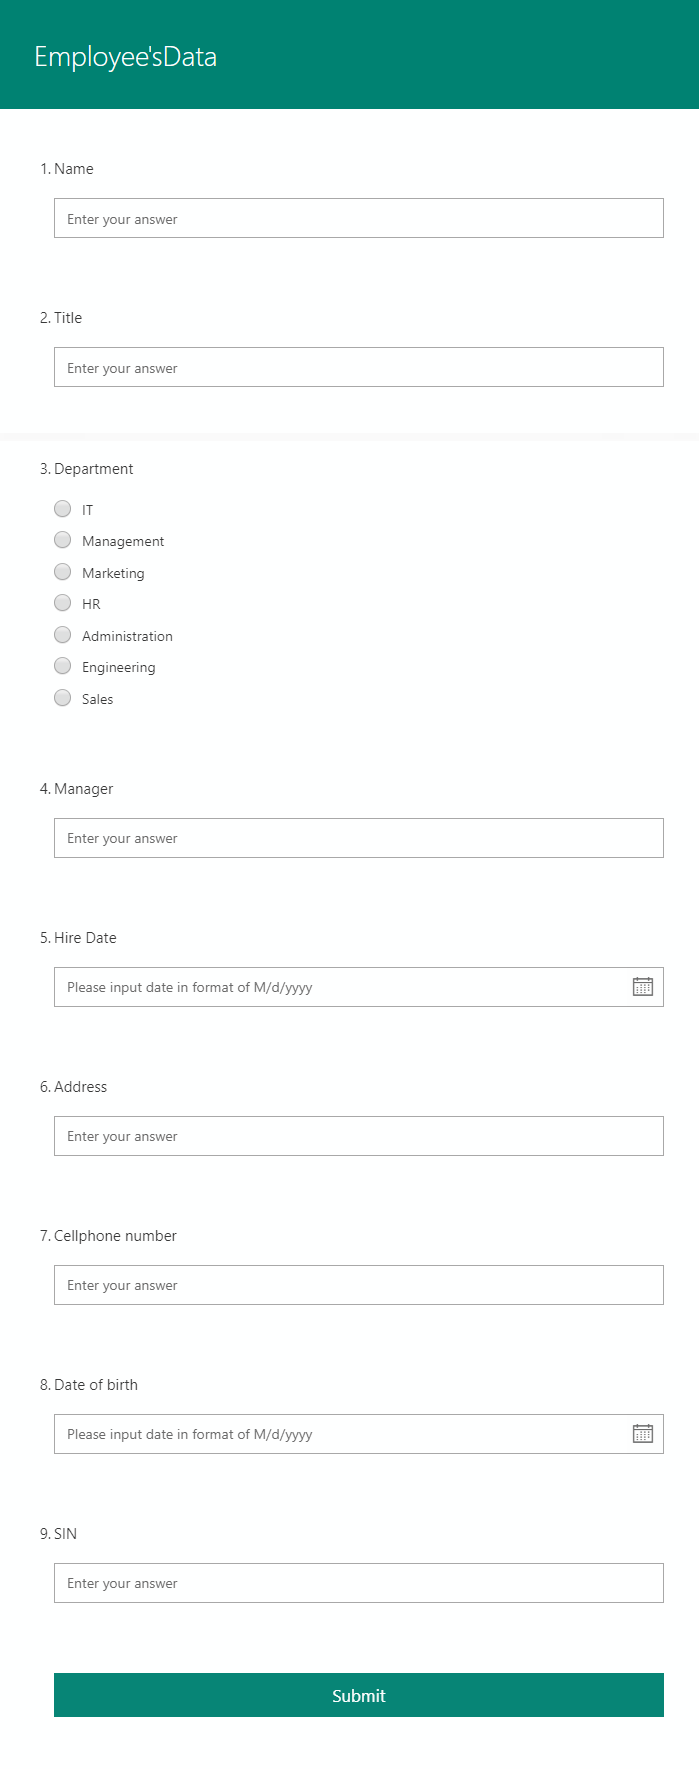 Employee'sData
1. Name
Enter your answer
2. Title
Enter your answer
3. Department
IT
Management
Marketing
HR
Administration
Engineering
Sales
4. Manager
Enter your answer
5. Hire Date
Please input date in format of M/d/yyyy
6. Address
Enter your answer
7. Cellphone number
Enter your answer
8. Date of birth
Please input date in format of M/d/yyyy
9. SIN
Enter your answer
Submit